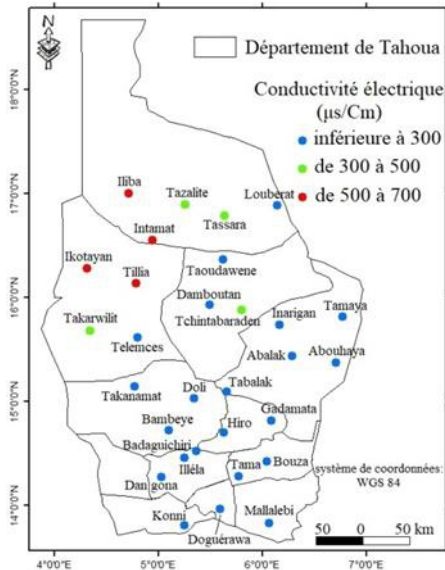 N
Département de Tahoua
Conductivité électrique
(µs/Cm)
inférieure à 300
de 300 à 500
de 500 à 700
18°0'0"N
17°0'0"N
16°0'0"N
15°0'0"N
14°0'0"N
Iliba
Tazalite
Louberat
Tassara
Intamat
Ikotayan
Tillia
Taoudawene
Damboutan
Tchintabaraden
Inarigan
Tamaya
Takarwilit
Telemces
Abalak
Abouhaya
Takanamat
Doli
Tabalak
Gadamata
Bambeye
Hiro
Badaguichiri
Illéla
Tama
Bouza
Dan gona
système de coordonnées:
WGS 84
Konni
Doguérawa
Mallalebi
50 0 50 km
4°0'0"E 5°0'0"E 6°0'0"E 7°0'0"E